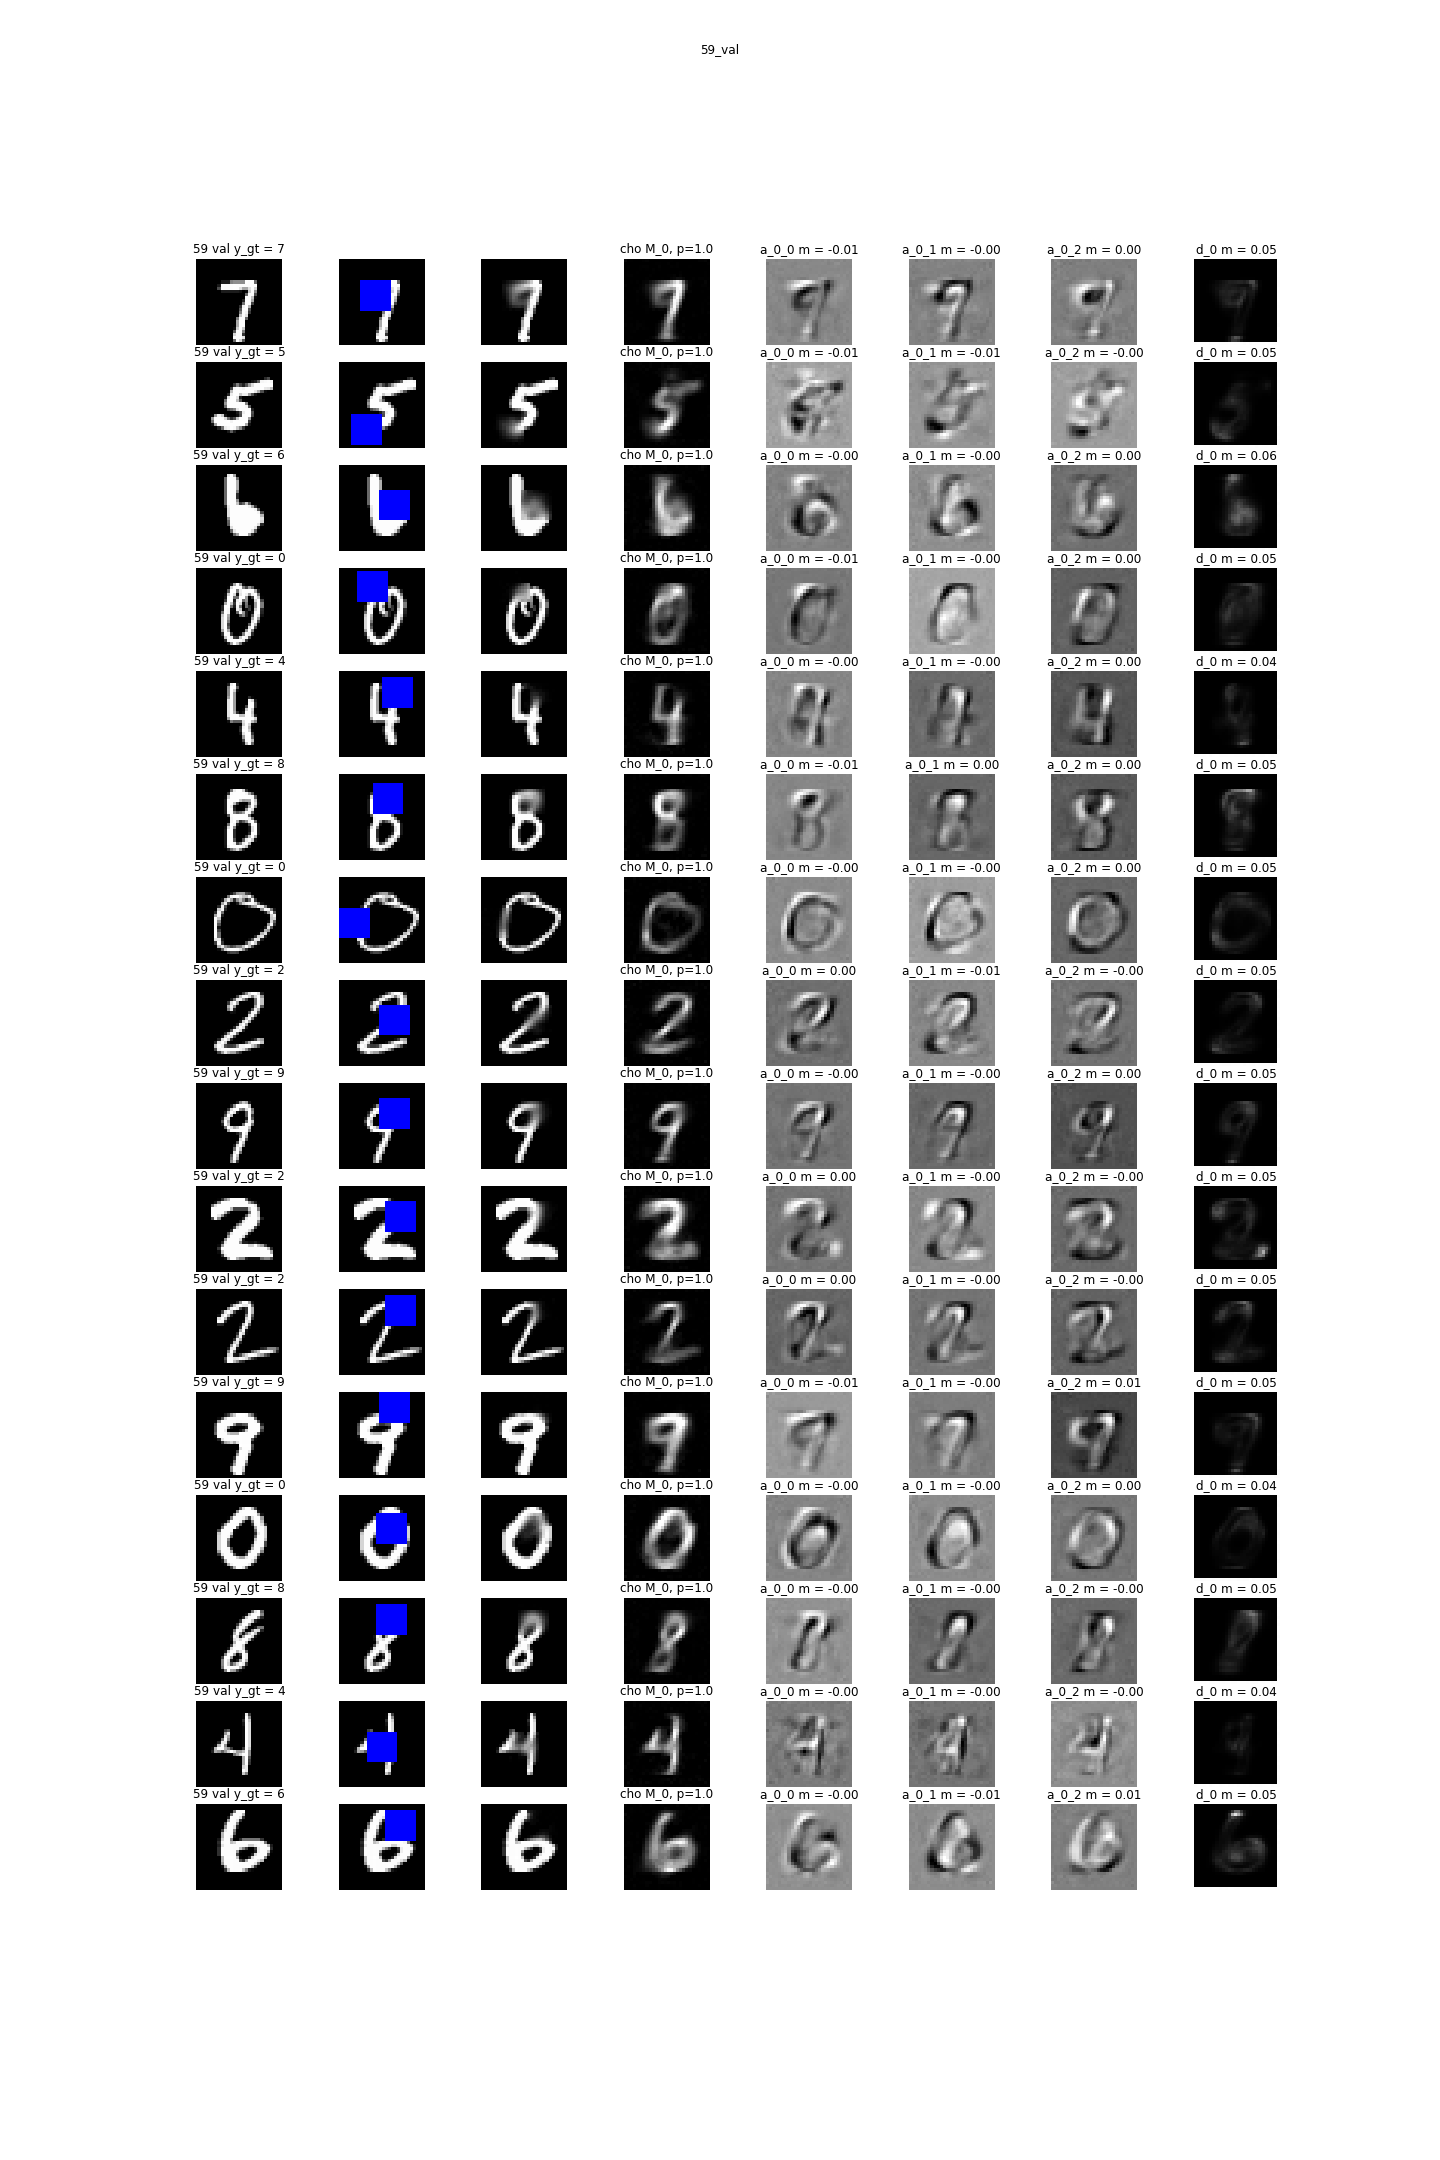 59_val
59 val y_gt = 7 cho M_0, p=1.0 a_0_0 m = -0.01 a_0_1 m = -0.00 a_0_2 m = 0.00 d_0 m = 0.05
59 val y_gt = 5 cho M_0, p=1.0 a_0_0 m = -0.01 a_0_1 m = -0.01 a_0_2 m = -0.00 d_0 m = 0.05
59 val y_gt = 6 cho M_0, p=1.0 a_0_0 m = -0.00 a_0_1 m = -0.00 a_0_2 m = 0.00 d_0 m = 0.06
59 val y_gt = 0 cho M_0, p=1.0 a_0_0 m = -0.01 a_0_1 m = -0.00 a_0_2 m = 0.00 d_0 m = 0.05
59 val y_gt = 4 cho M_0, p=1.0 a_0_0 m = -0.00 a_0_1 m = -0.00 a_0_2 m = 0.00 d_0 m = 0.04
59 val y_gt = 8 cho M_0, p=1.0 a_0_0 m = -0.01 a_0_1 m = 0.00 a_0_2 m = 0.00 d_0 m = 0.05
59 val y_gt = 0 cho M_0, p=1.0 a_0_0 m = -0.00 a_0_1 m = -0.00 a_0_2 m = 0.00 d_0 m = 0.05
59 val y_gt = 2 cho M_0, p=1.0 a_0_0 m = 0.00 a_0_1 m = -0.01 a_0_2 m = -0.00 d_0 m = 0.05
59 val y_gt = 9 cho M_0, p=1.0 a_0_0 m = -0.00 a_0_1 m = -0.00 a_0_2 m = 0.00 d_0 m = 0.05
59 val y_gt = 2 cho M_0, p=1.0 a_0_0 m = 0.00 a_0_1 m = -0.00 a_0_2 m = -0.00 d_0 m = 0.05
59 val y_gt = 2 cho M_0, p=1.0 a_0_0 m = 0.00 a_0_1 m = -0.00 a_0_2 m = -0.00 d_0 m = 0.05
59 val y_gt = 9 cho M_0, p=1.0 a_0_0 m = -0.01 a_0_1 m = -0.00 a_0_2 m = 0.01 d_0 m = 0.05
59 val y_gt = 0 cho M_0, p=1.0 a_0_0 m = -0.00 a_0_1 m = -0.00 a_0_2 m = 0.00 d_0 m = 0.04
59 val y_gt = 8 cho M_0, p=1.0 a_0_0 m = -0.00 a_0_1 m = -0.00 a_0_2 m = -0.00 d_0 m = 0.05
59 val y_gt = 4 cho M_0, p=1.0 a_0_0 m = -0.00 a_0_1 m = -0.00 a_0_2 m = -0.00 d_0 m = 0.04
59 val y_gt = 6 cho M_0, p=1.0 a_0_0 m = -0.00 a_0_1 m = -0.01 a_0_2 m = 0.01 d_0 m = 0.05